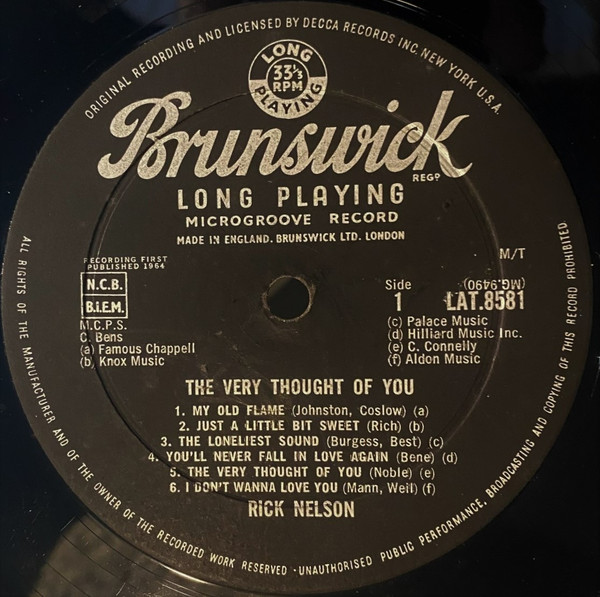 ORIGINAL RECORDING AND LICENSED BY DECCA RECORDS INC. NEW YORK U.S.A.
LONG
33⅓
RPM
PLAYING
Brunswick
REGD
LONG PLAYING
MICROGROOVE RECORD
MADE IN ENGLAND. BRUNSWICK LTD. LONDON
RECORDING FIRST
PUBLISHED 1964
M/T
N.C.B.
B.i.E.M.
Side
1
(MG.9490)
LAT.8581
M.C.P.S.
C. Bens
(a) Famous Chappell
(b) Knox Music
(c) Palace Music
(d) Hilliard Music Inc.
(e) C. Connelly
(f) Aldon Music
THE VERY THOUGHT OF YOU
1. MY OLD FLAME (Johnston, Coslow) (a)
2. JUST A LITTLE BIT SWEET (Rich) (b)
3. THE LONELIEST SOUND (Burgess, Best) (c)
4. YOU'LL NEVER FALL IN LOVE AGAIN (Bene) (d)
5. THE VERY THOUGHT OF YOU (Noble) (e)
6. I DON'T WANNA LOVE YOU (Mann, Weil) (f)
RICK NELSON
ALL RIGHTS OF THE MANUFACTURER AND OF THE OWNER OF THE RECORDED WORK RESERVED · UNAUTHORISED PUBLIC PERFORMANCE, BROADCASTING AND COPYING OF THIS RECORD PROHIBITED